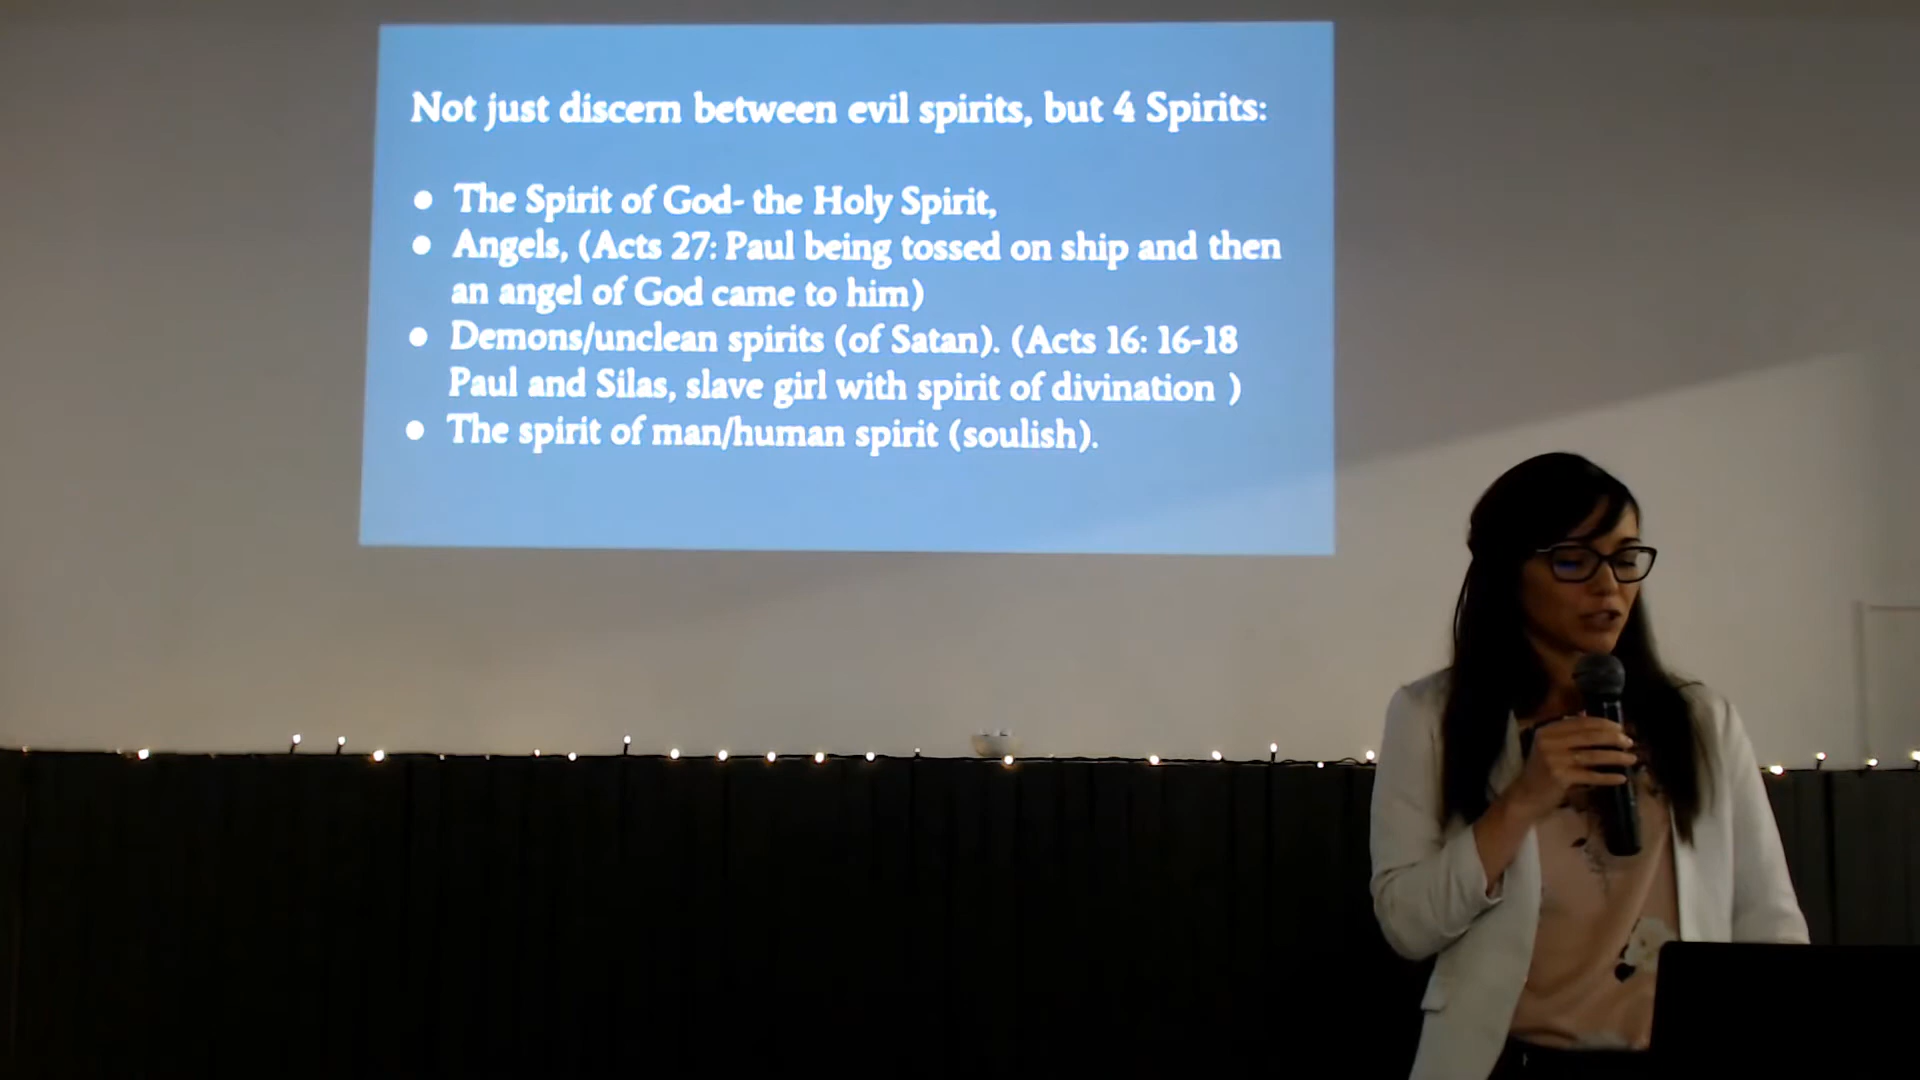 Not just discern between evil spirits, but 4 Spirits:
● The Spirit of God- the Holy Spirit,
● Angels, (Acts 27: Paul being tossed on ship and then
an angel of God came to him)
● Demons/unclean spirits (of Satan). (Acts 16: 16-18
Paul and Silas, slave girl with spirit of divination )
● The spirit of man/human spirit (soulish).